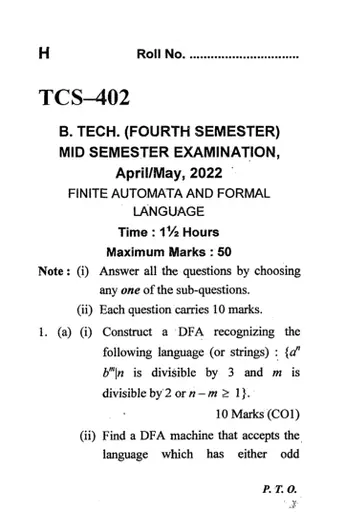 H Roll No. ...............................
TCS–402
B. TECH. (FOURTH SEMESTER)
MID SEMESTER EXAMINATION,
April/May, 2022
FINITE AUTOMATA AND FORMAL
LANGUAGE
Time : 1½ Hours
Maximum Marks : 50
Note : (i) Answer all the questions by choosing
any one of the sub-questions.
(ii) Each question carries 10 marks.
1. (a) (i) Construct a DFA recognizing the
following language (or strings) : {aⁿ
bᵐ|n is divisible by 3 and m is
divisible by 2 or n – m ≥ 1}.
10 Marks (CO1)
(ii) Find a DFA machine that accepts the
language which has either odd
P. T. O.